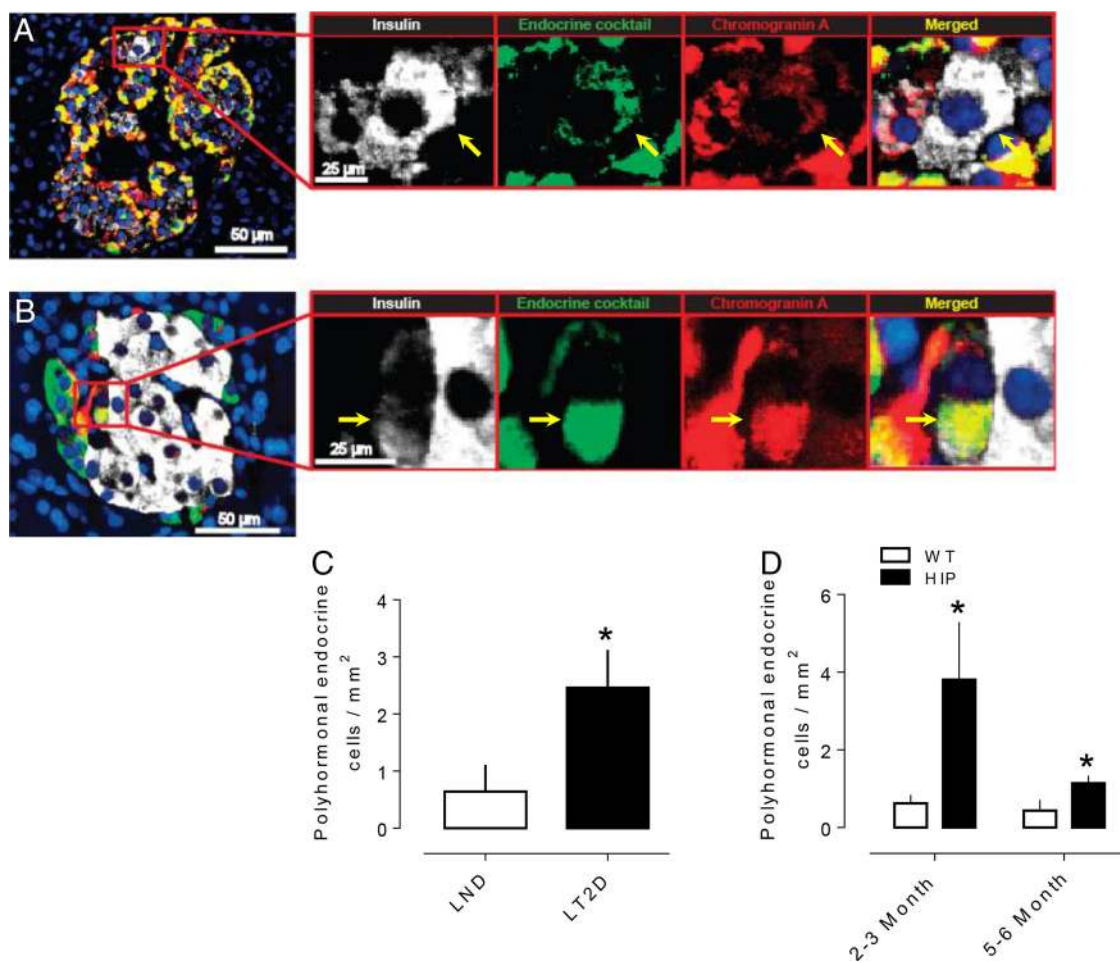 A
Insulin
Endocrine cocktail
Chromogranin A
Merged
50 µm
25 µm
B
Insulin
Endocrine cocktail
Chromogranin A
Merged
50 µm
25 µm
C
Polyhormonal endocrine
cells / mm²
4
3
2
1
0
*
LND
LT2D
D
WT
HIP
Polyhormonal endocrine
cells / mm²
6
4
2
0
*
*
2-3 Month
5-6 Month